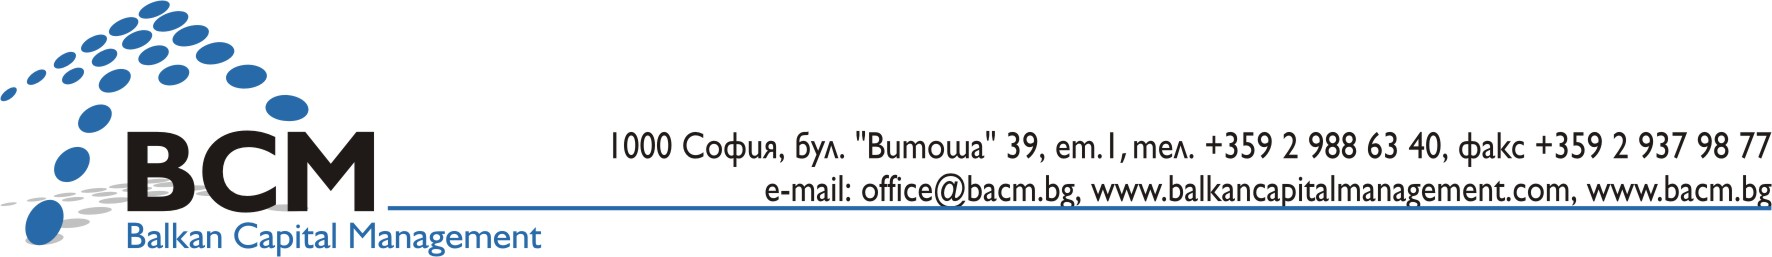 1000 София, бул. "Витоша" 39, ет.1, тел. +359 2 988 63 40, факс +359 2 937 98 77
e-mail: office@bacm.bg, www.balkancapitalmanagement.com, www.bacm.bg
BCM
Balkan Capital Management